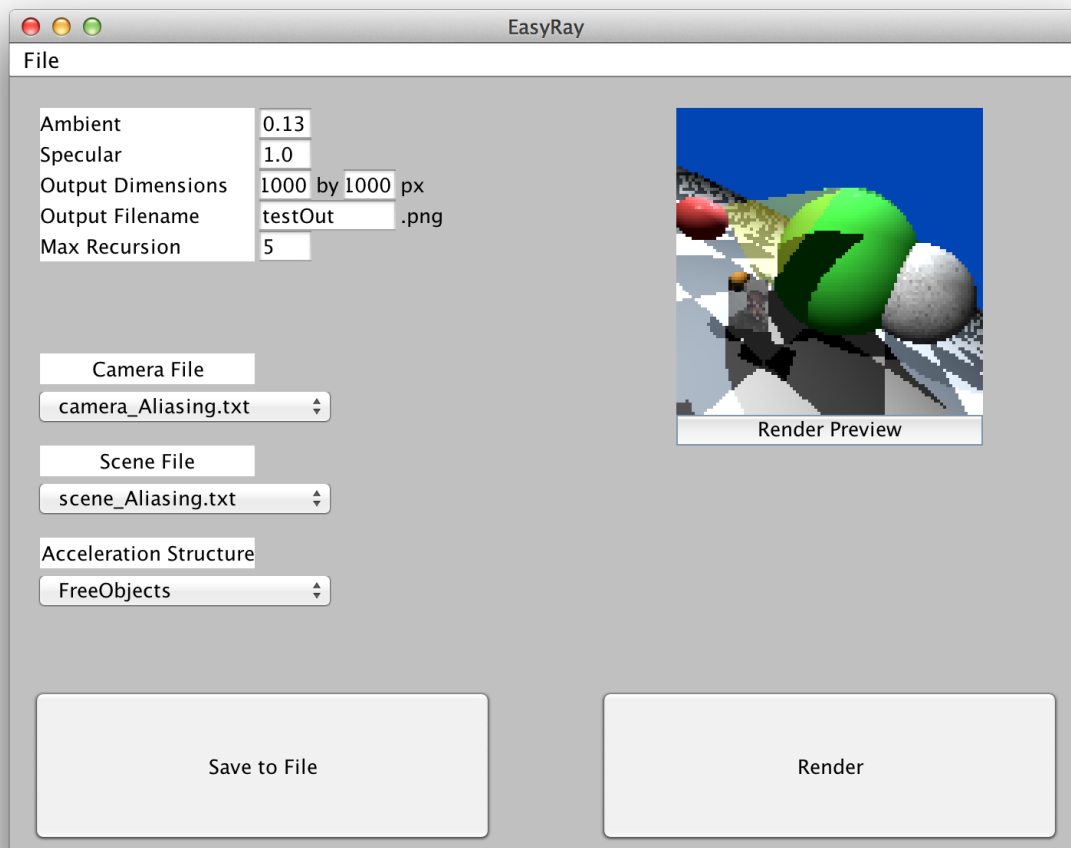 EasyRay
File
Ambient 0.13
Specular 1.0
Output Dimensions 1000 by 1000 px
Output Filename testOut .png
Max Recursion 5
Render Preview
Camera File
camera_Aliasing.txt
Scene File
scene_Aliasing.txt
Acceleration Structure
FreeObjects
Save to File
Render